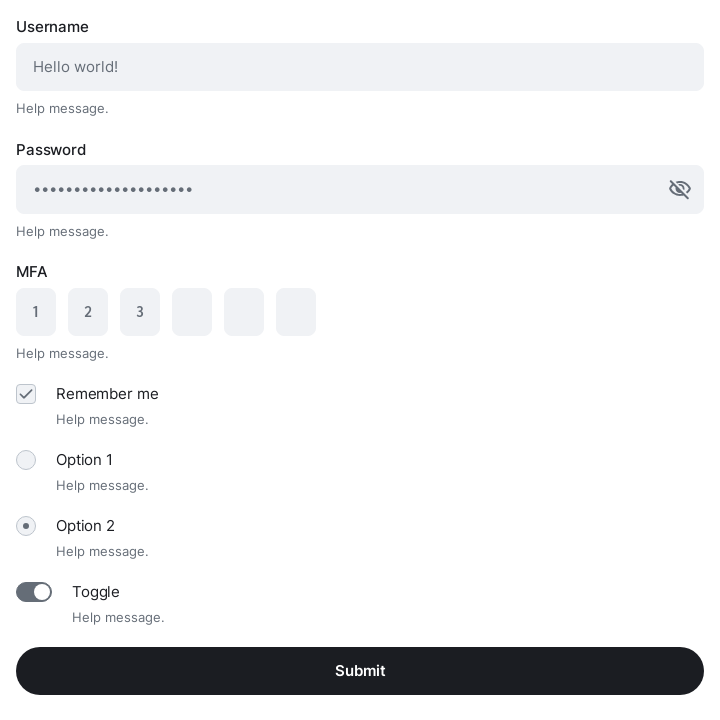 Username
Hello world!
Help message.
Password
••••••••••••••••••••
Help message.
MFA
1 2 3
Help message.
Remember me
Help message.
Option 1
Help message.
Option 2
Help message.
Toggle
Help message.
Submit